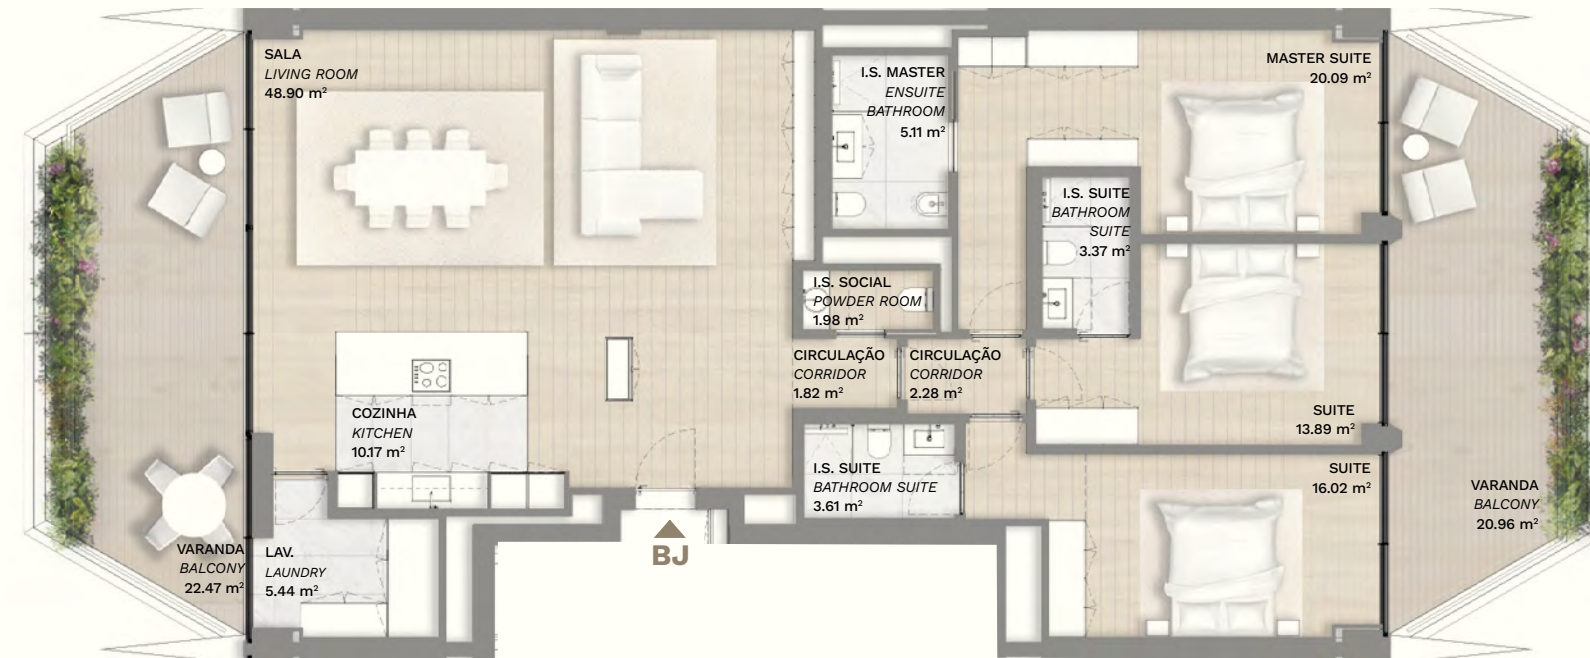 SALA
LIVING ROOM
48.90 m²
I.S. MASTER
ENSUITE
BATHROOM
5.11 m²
MASTER SUITE
20.09 m²
I.S. SUITE
BATHROOM
SUITE
3.37 m²
I.S. SOCIAL
POWDER ROOM
1.98 m²
CIRCULAÇÃO
CORRIDOR
1.82 m²
CIRCULAÇÃO
CORRIDOR
2.28 m²
COZINHA
KITCHEN
10.17 m²
SUITE
13.89 m²
I.S. SUITE
BATHROOM SUITE
3.61 m²
SUITE
16.02 m²
VARANDA
BALCONY
20.96 m²
VARANDA
BALCONY
22.47 m²
LAV.
LAUNDRY
5.44 m²
BJ